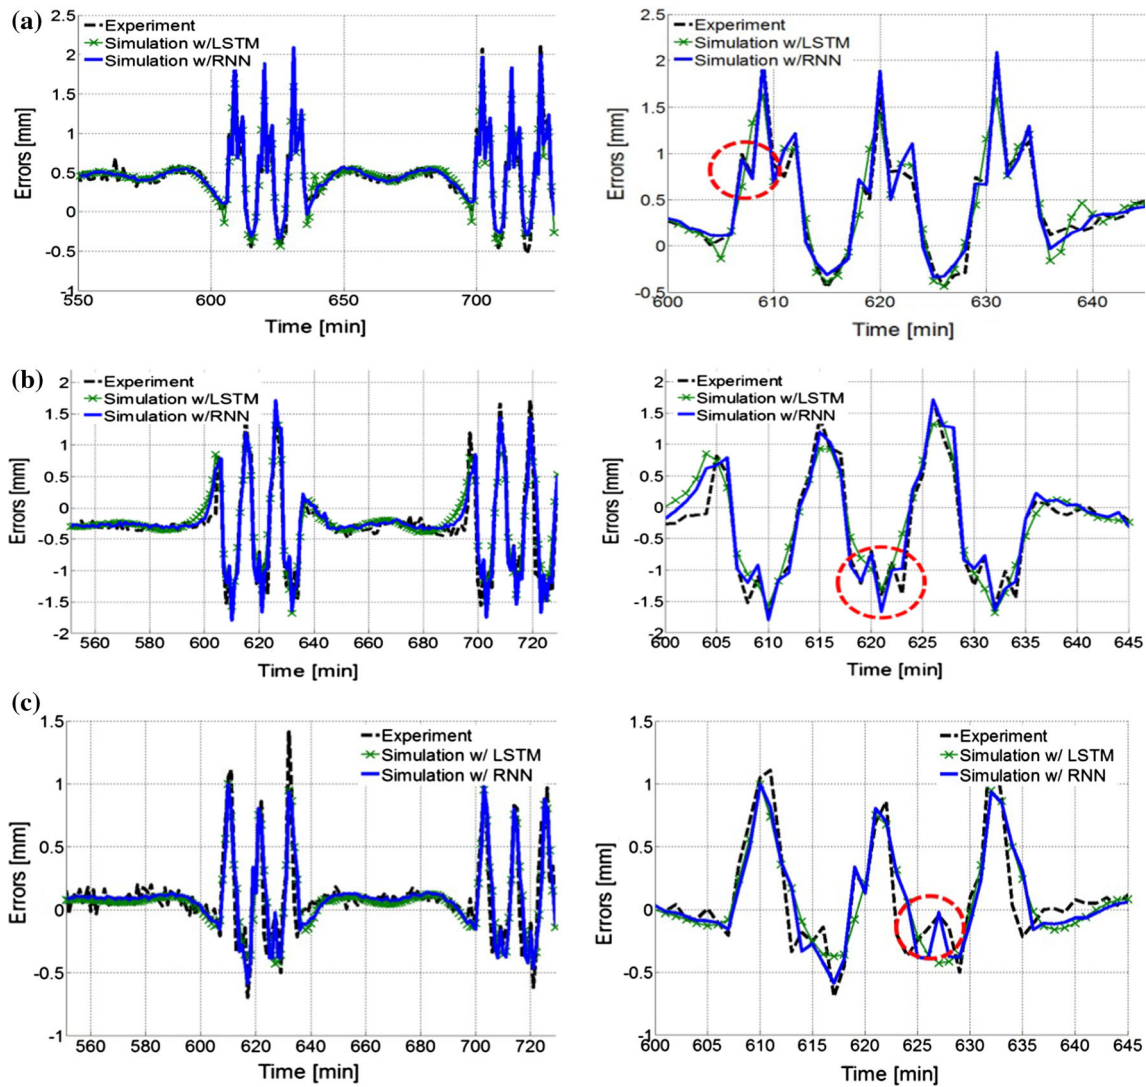 (a)
2.5
2
1.5
1
0.5
0
-0.5
-1
Errors [mm]
Experiment
Simulation w/LSTM
Simulation w/RNN
550 600 650 700
Time [min]
2.5
2
1.5
1
0.5
0
-0.5
Errors [mm]
Experiment
Simulation w/LSTM
Simulation w/RNN
600 610 620 630 640
Time [min]
(b)
2
1.5
1
0.5
0
-0.5
-1
-1.5
-2
Errors [mm]
Experiment
Simulation w/LSTM
Simulation w/RNN
560 580 600 620 640 660 680 700 720
Time [min]
2
1.5
1
0.5
0
-0.5
-1
-1.5
-2
Errors [mm]
Experiment
Simulation w/LSTM
Simulation w/RNN
600 605 610 615 620 625 630 635 640 645
Time [min]
(c)
1.5
1
0.5
0
-0.5
-1
Errors [mm]
Experiment
Simulation w/ LSTM
Simulation w/ RNN
560 580 600 620 640 660 680 700 720
Time [min]
1.5
1
0.5
0
-0.5
-1
Errors [mm]
Experiment
Simulation w/ LSTM
Simulation w/ RNN
600 605 610 615 620 625 630 635 640 645
Time [min]